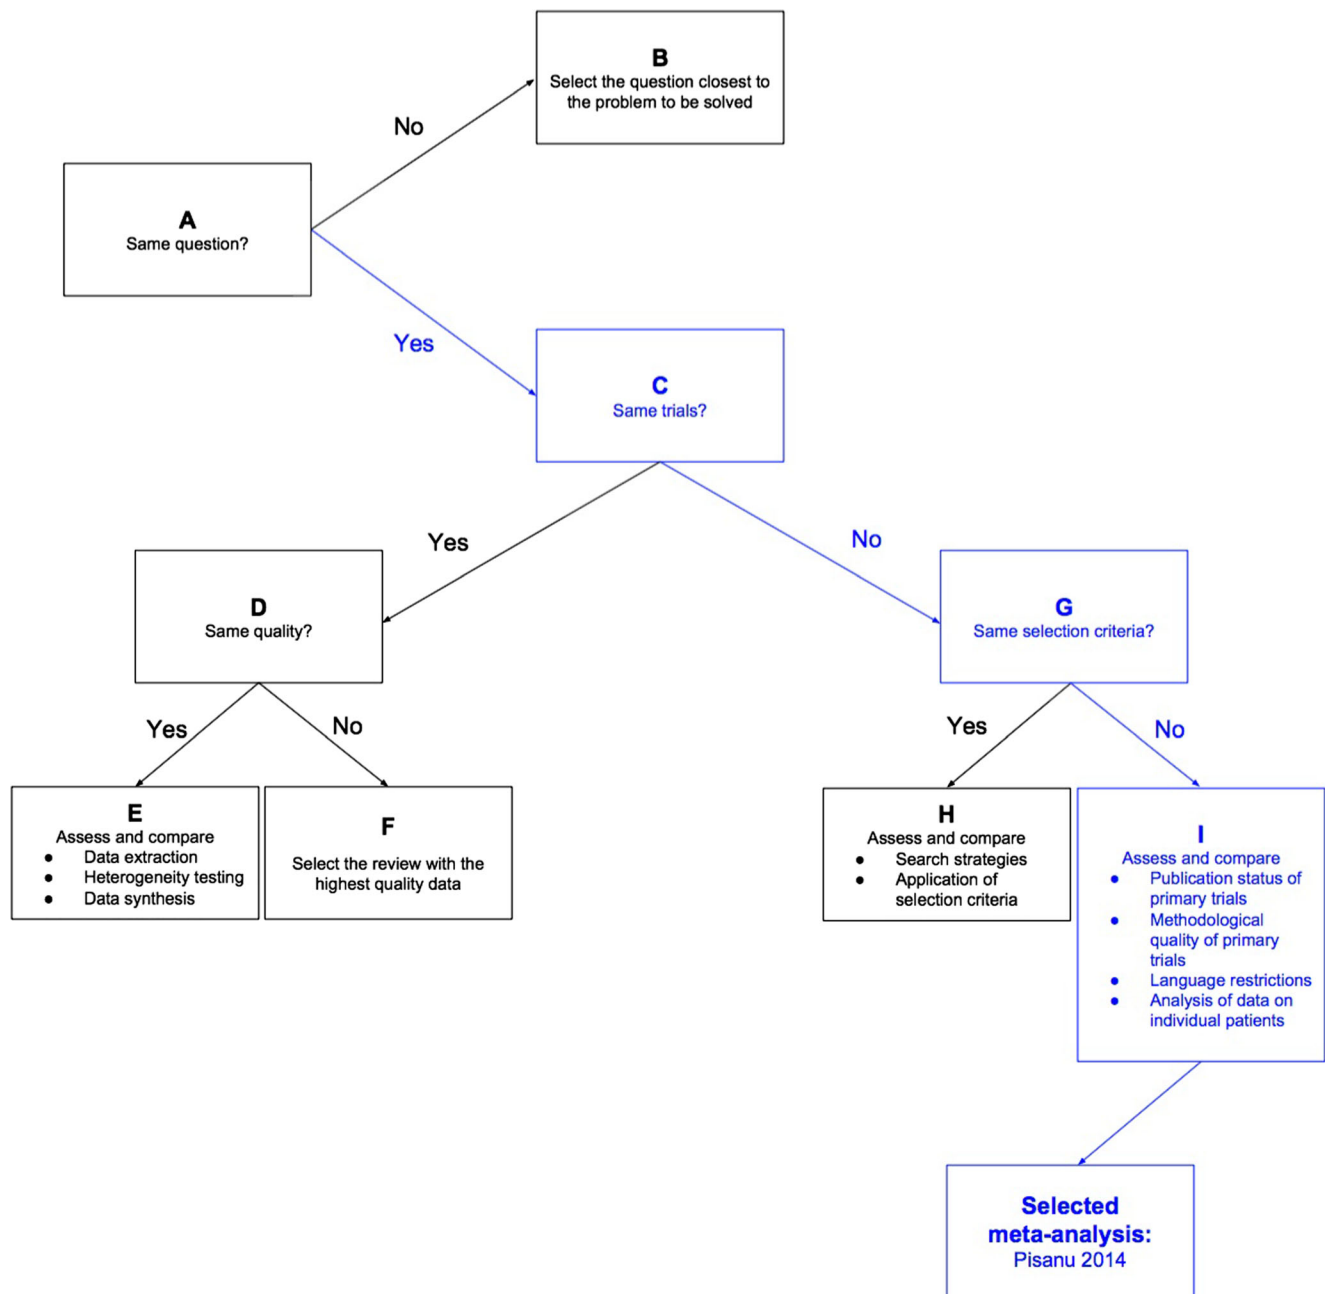 B
Select the question closest to
the problem to be solved
No
A
Same question?
Yes
C
Same trials?
Yes
No
D
Same quality?
G
Same selection criteria?
Yes
No
Yes
No
E
Assess and compare
● Data extraction
● Heterogeneity testing
● Data synthesis
F
Select the review with the
highest quality data
H
Assess and compare
● Search strategies
● Application of
selection criteria
I
Assess and compare
● Publication status of
primary trials
● Methodological
quality of primary
trials
● Language restrictions
● Analysis of data on
individual patients
Selected
meta-analysis:
Pisanu 2014